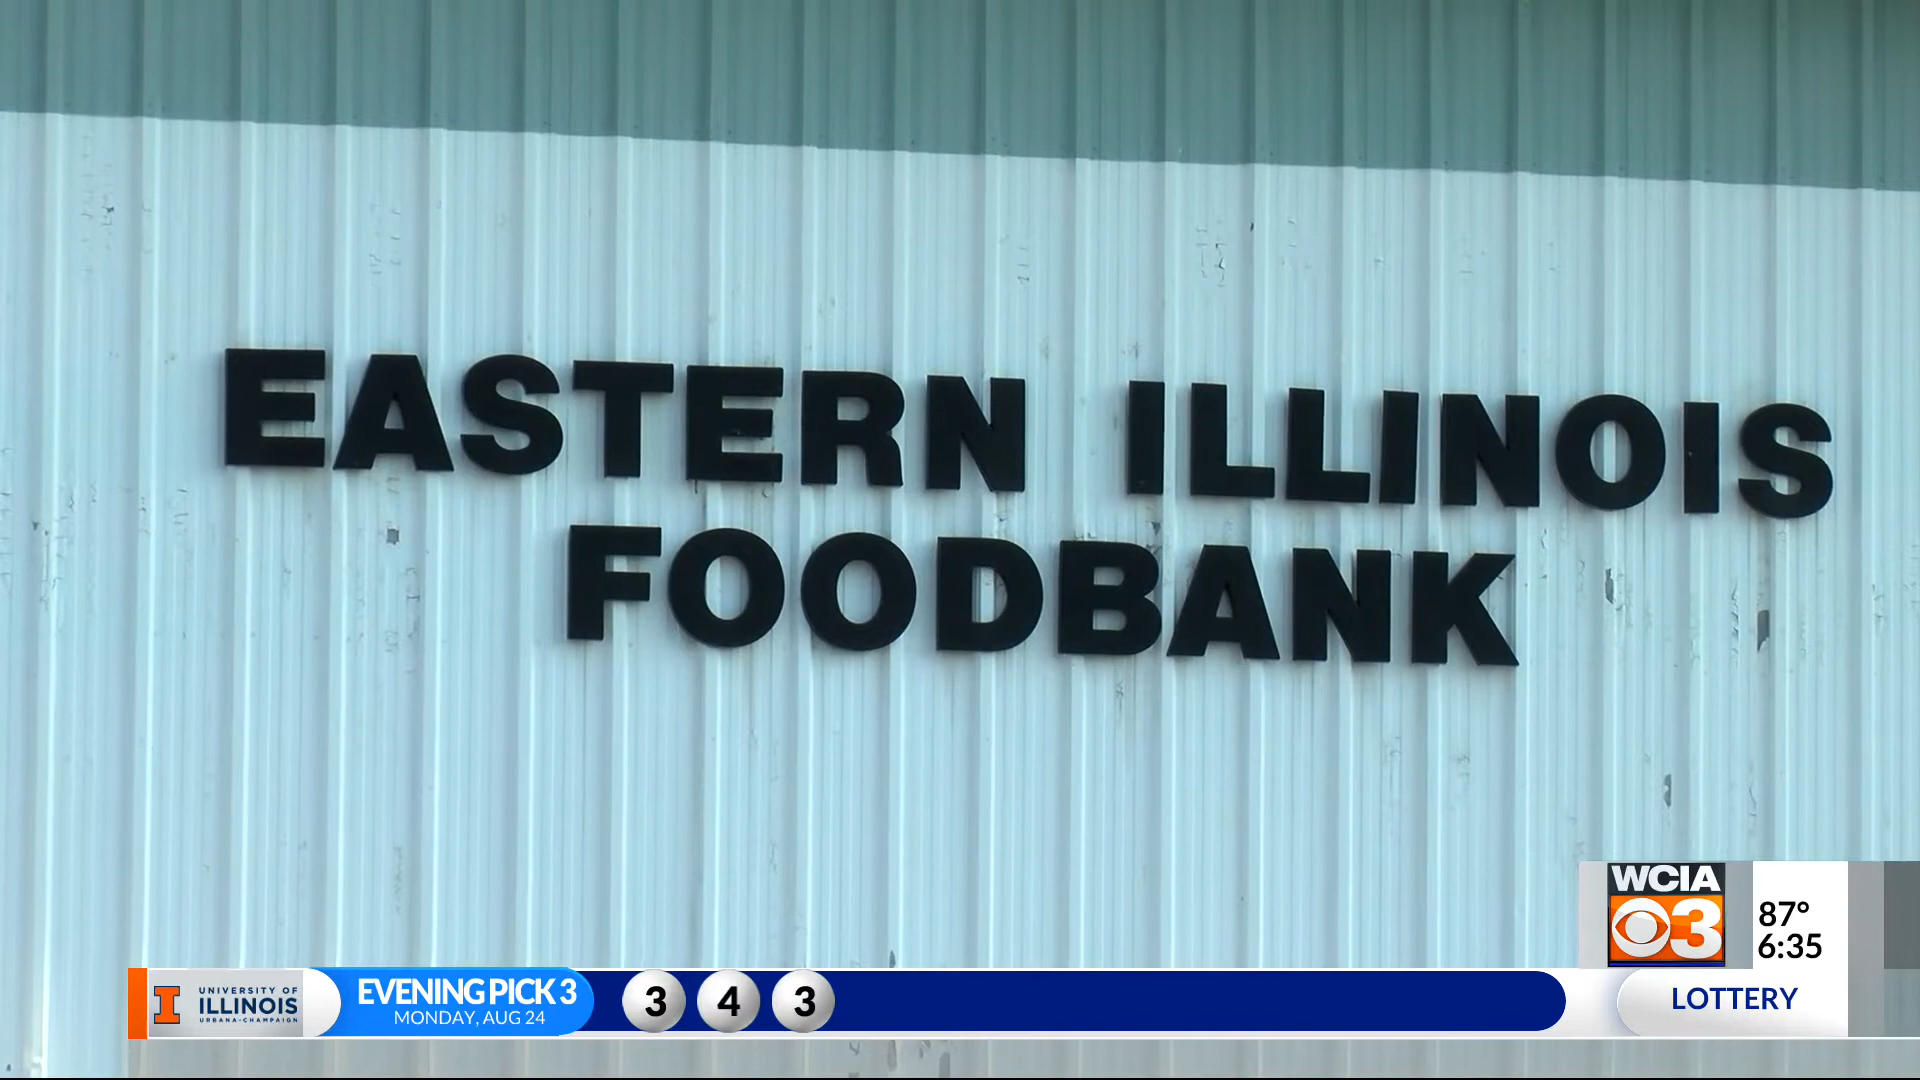 EASTERN ILLINOIS
FOODBANK
WCIA
3
87°
6:35
UNIVERSITY OF
ILLINOIS
URBANA-CHAMPAIGN
EVENING PICK 3
MONDAY, AUG 24
3 4 3
LOTTERY